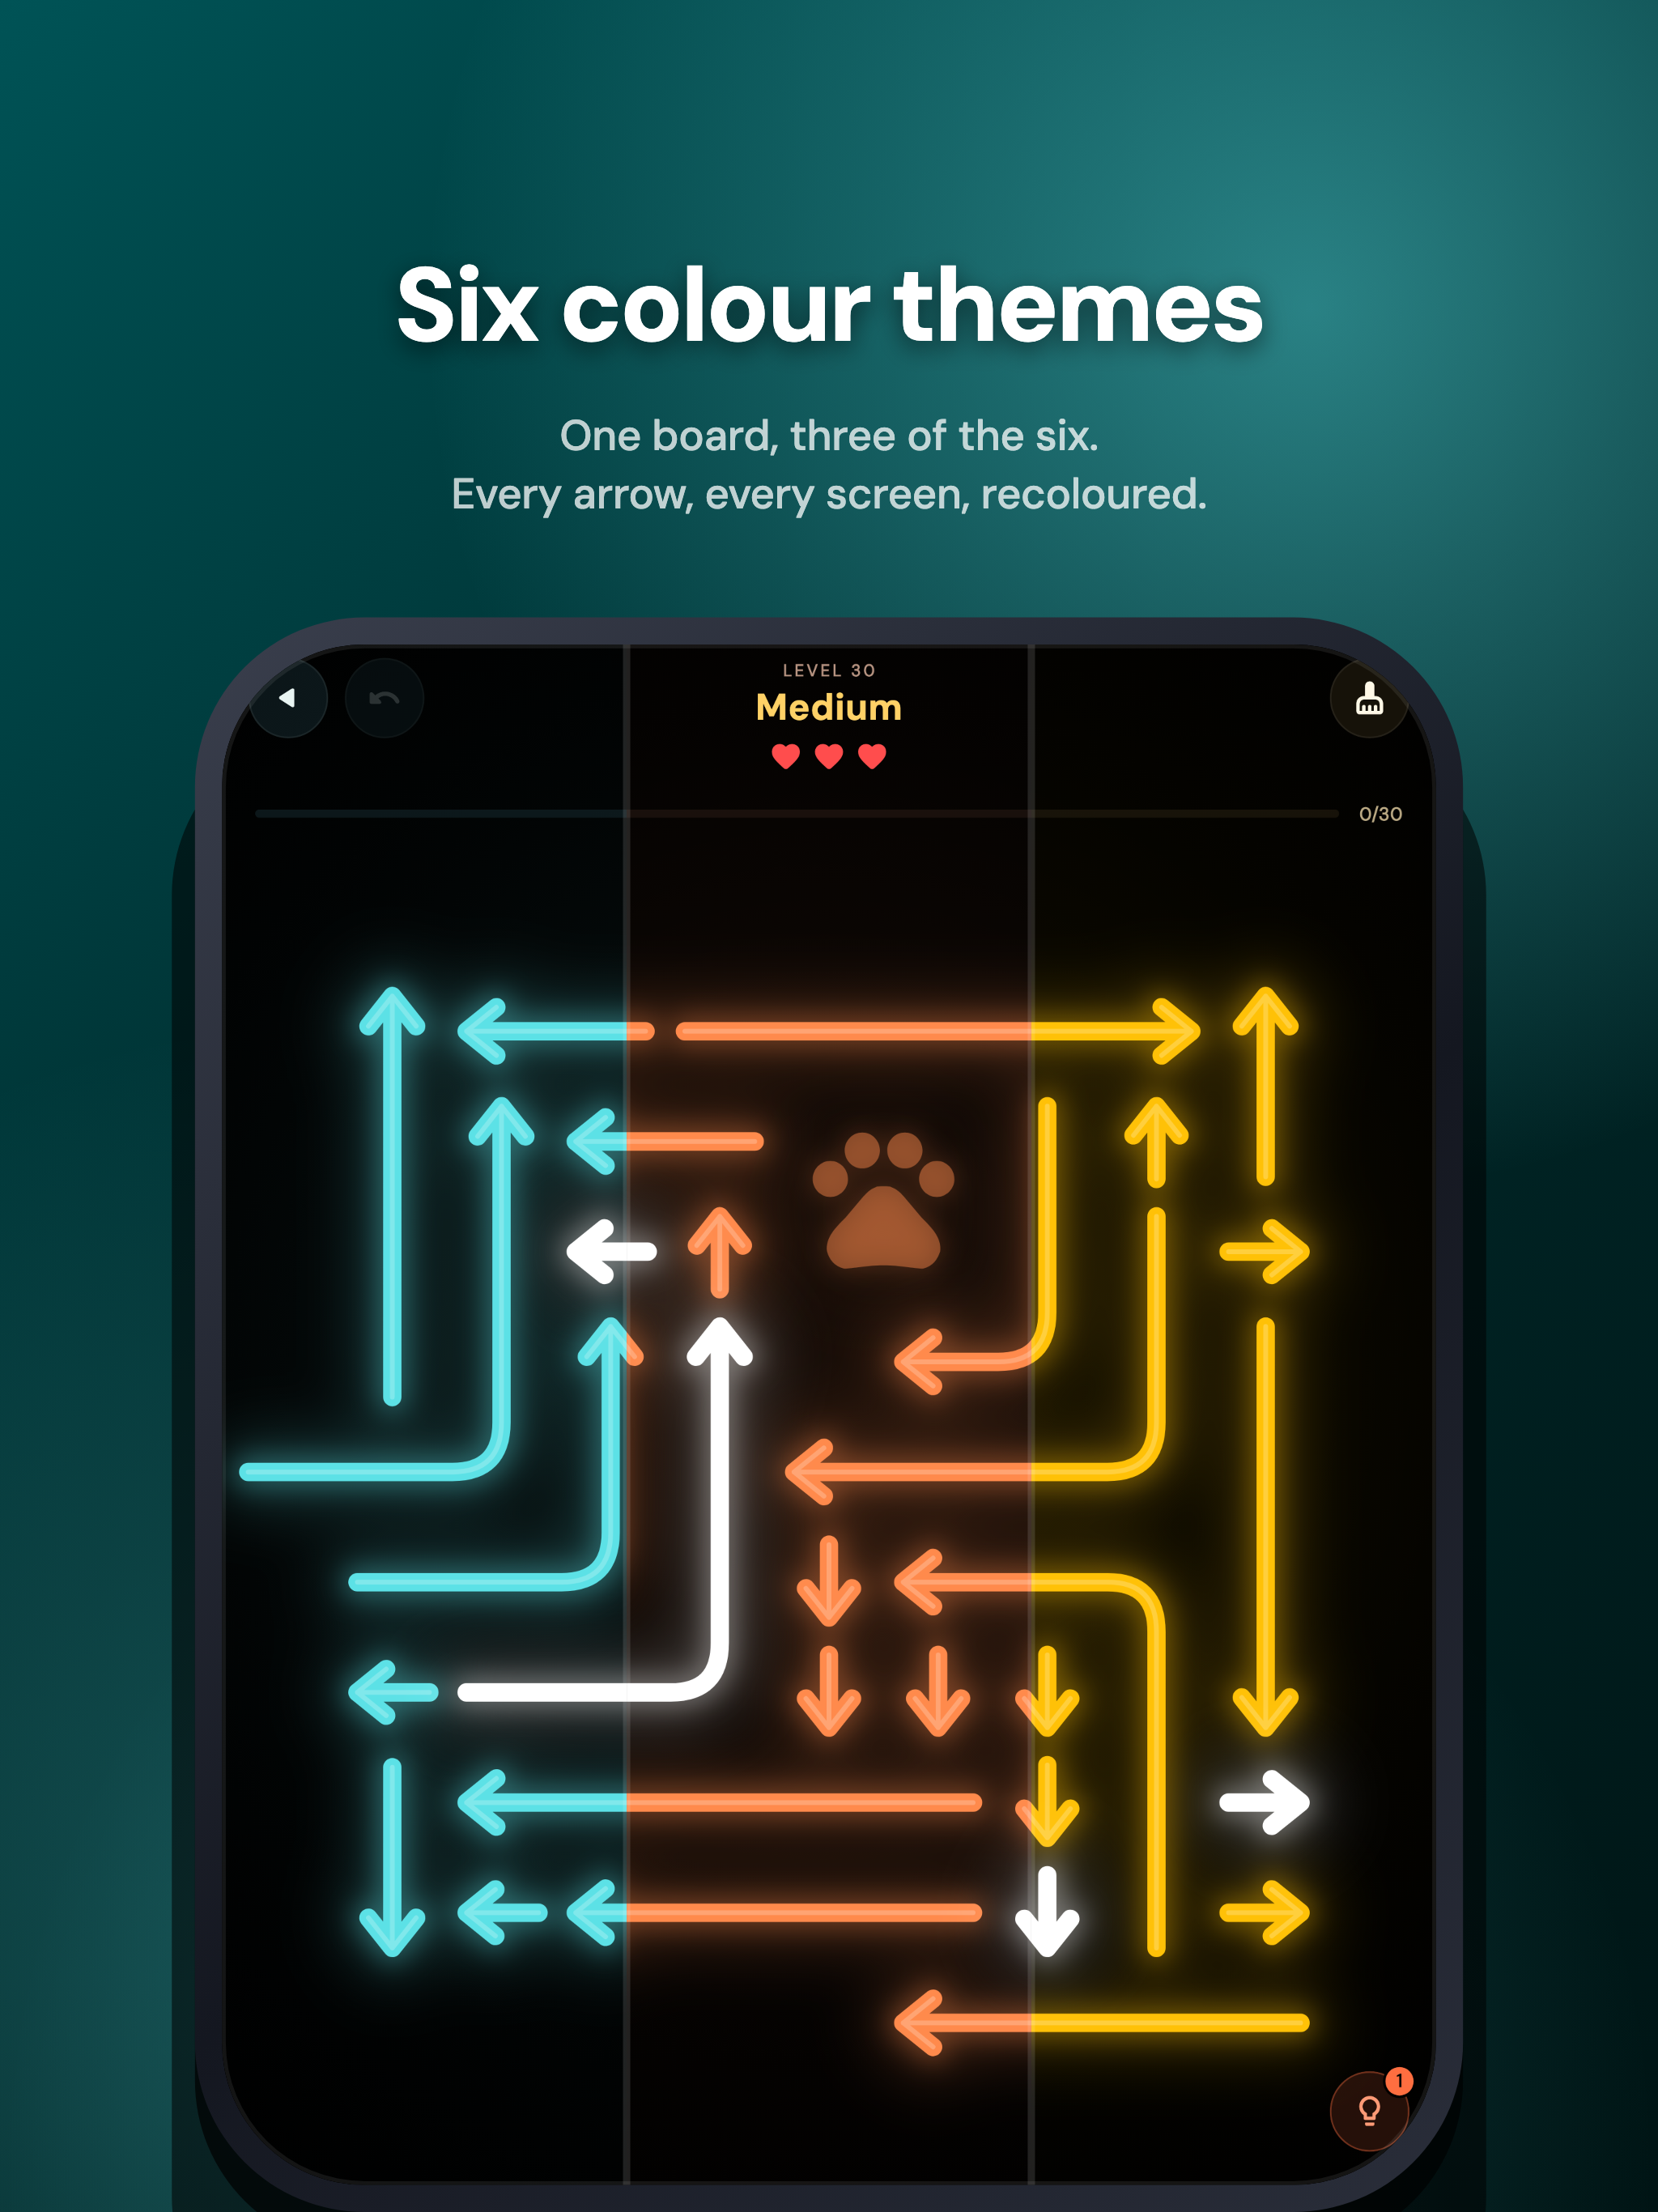 Six colour themes
One board, three of the six.
Every arrow, every screen, recoloured.
LEVEL 30
Medium
0/30
1